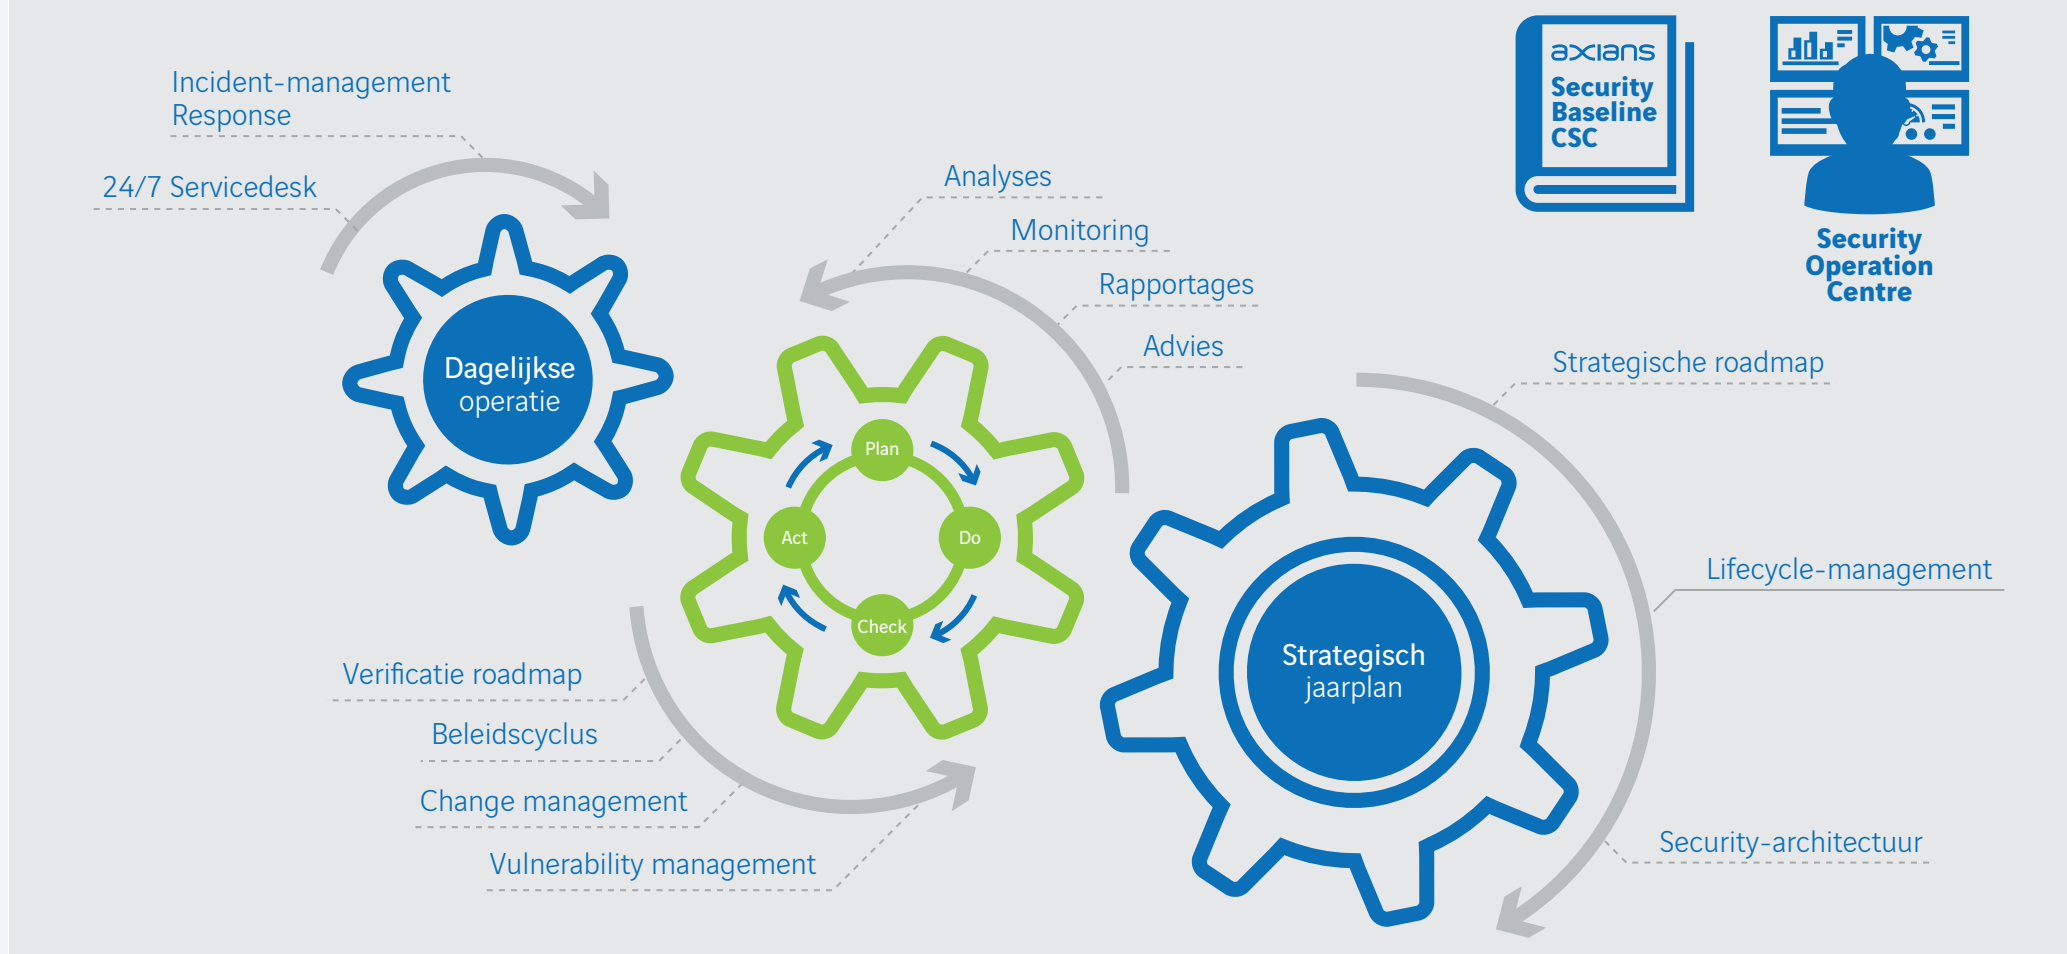 Incident-management
Response
24/7 Servicedesk
Dagelijkse
operatie
Analyses
Monitoring
Rapportages
Advies
Plan
Do
Check
Act
Verificatie roadmap
Beleidscyclus
Change management
Vulnerability management
axians
Security
Baseline
CSC
Security
Operation
Centre
Strategische roadmap
Lifecycle-management
Security-architectuur
Strategisch
jaarplan